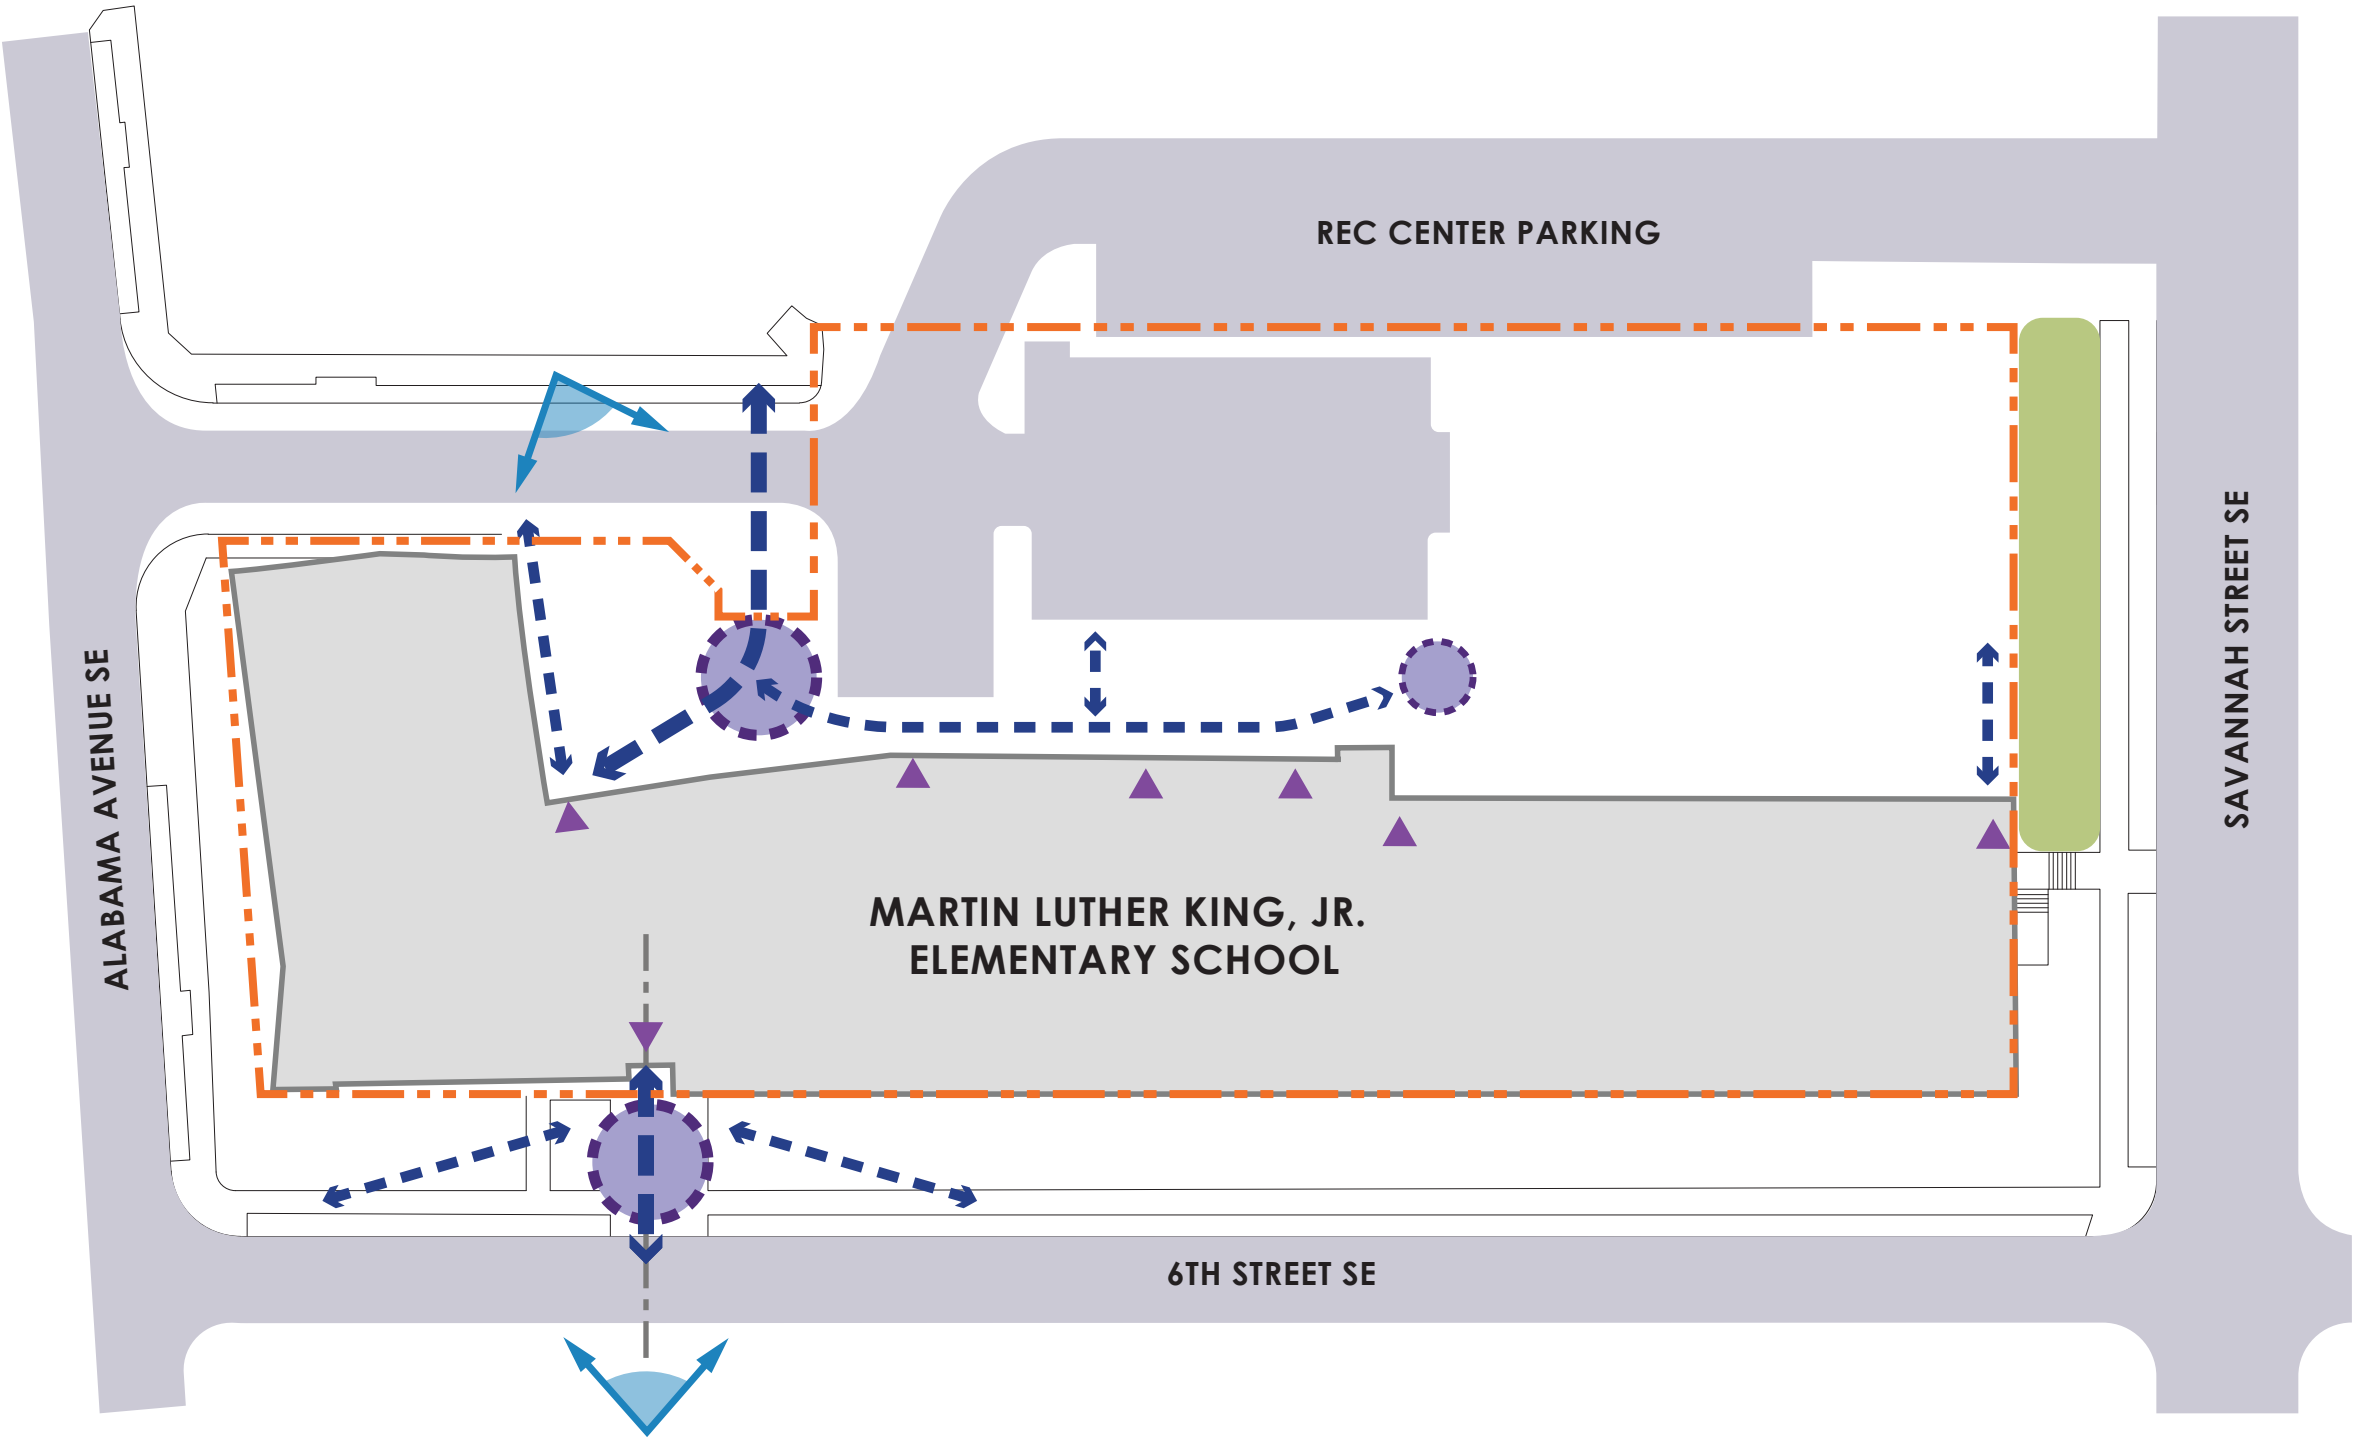 REC CENTER PARKING
ALABAMA AVENUE SE
SAVANNAH STREET SE
MARTIN LUTHER KING, JR.
ELEMENTARY SCHOOL
6TH STREET SE